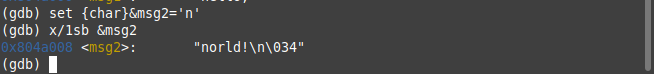 (gdb) set {char}&msg2='n'
(gdb) x/1sb &msg2
0x804a008 <msg2>:       "norld!\n\034"
(gdb)